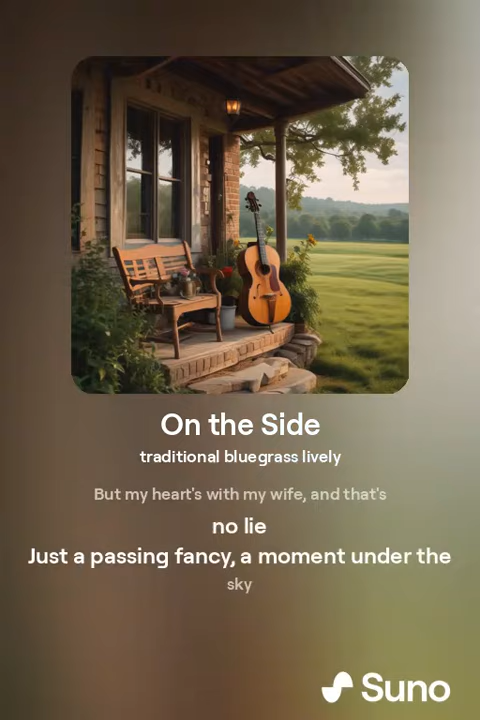 On the Side
traditional bluegrass lively
But my heart's with my wife, and that's
no lie
Just a passing fancy, a moment under the
sky
Suno